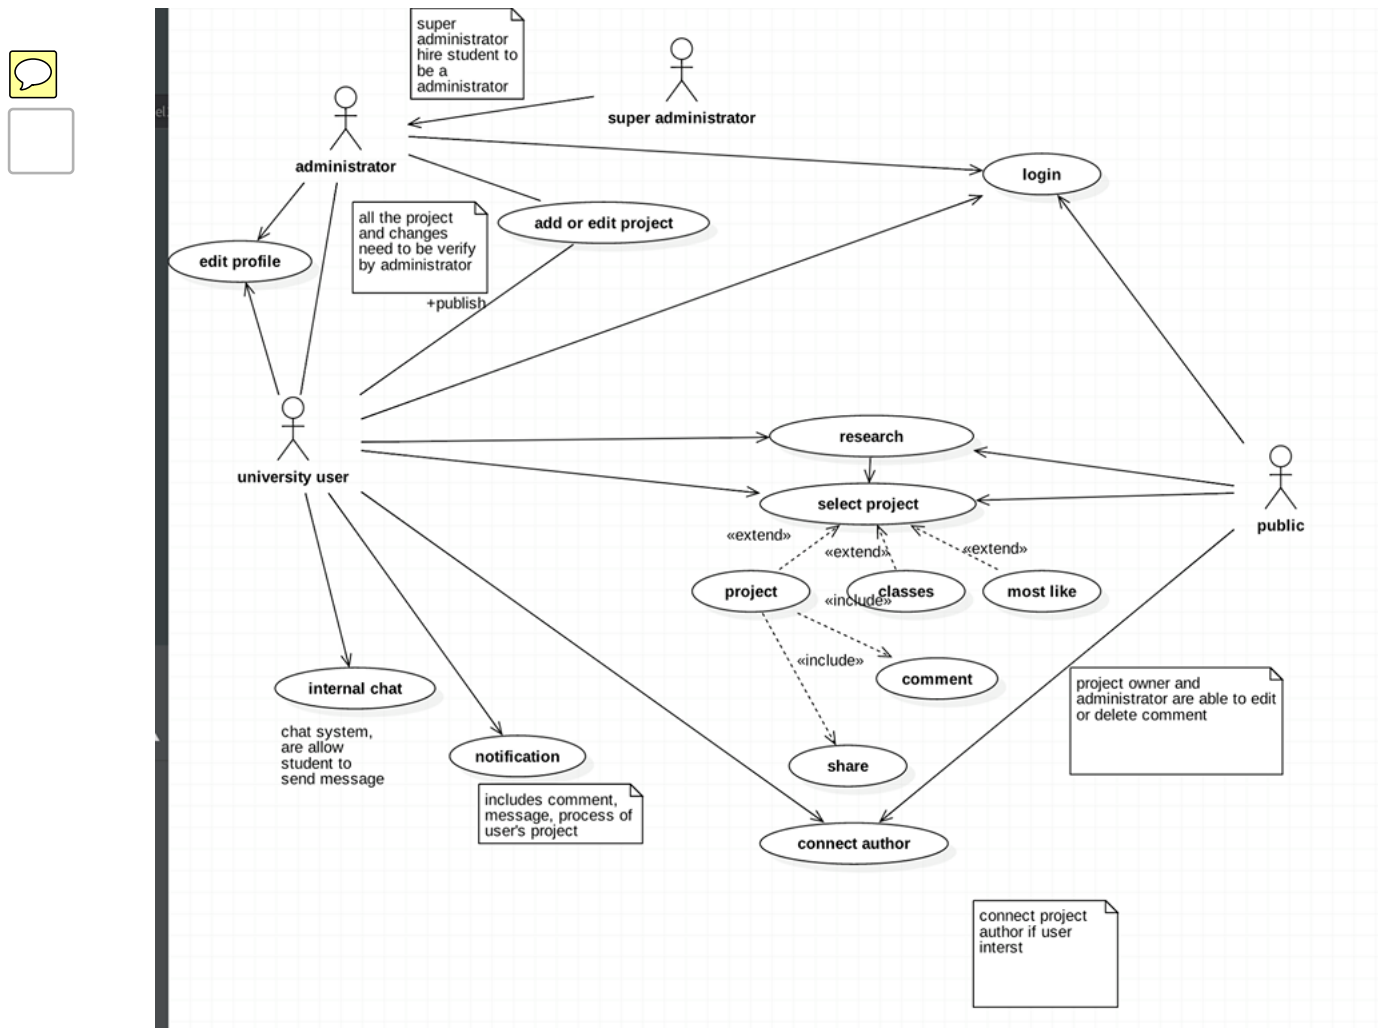 super
administrator
hire student to
be a
administrator
super administrator
el.
administrator
login
all the project
and changes
need to be verify
by administrator
add or edit project
edit profile
+publish
research
university user
select project
public
«extend»
«extend»
«extend»
project
classes
most like
«include»
«include»
comment
project owner and
administrator are able to edit
or delete comment
internal chat
chat system,
are allow
student to
send message
notification
share
includes comment,
message, process of
user's project
connect author
connect project
author if user
interst